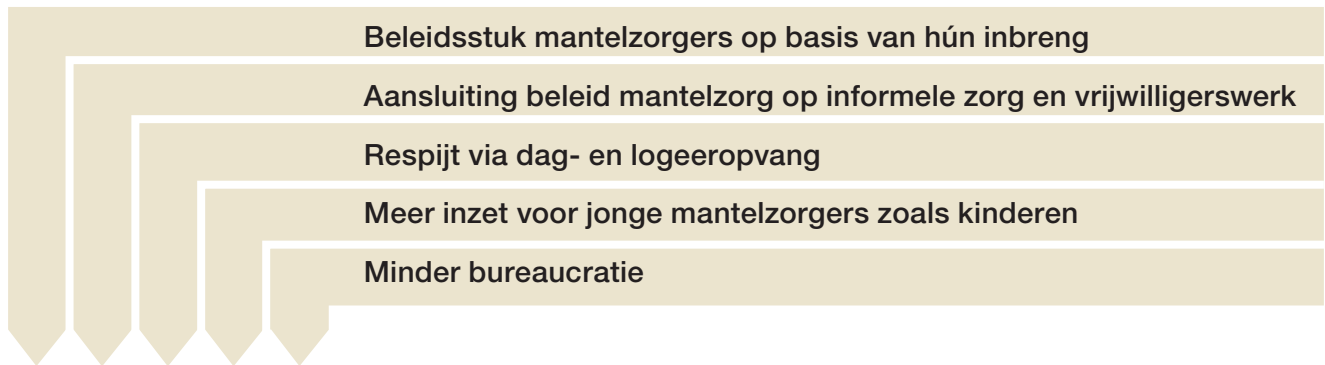 Beleidsstuk mantelzorgers op basis van hún inbreng
Aansluiting beleid mantelzorg op informele zorg en vrijwilligerswerk
Respijt via dag- en logeeropvang
Meer inzet voor jonge mantelzorgers zoals kinderen
Minder bureaucratie